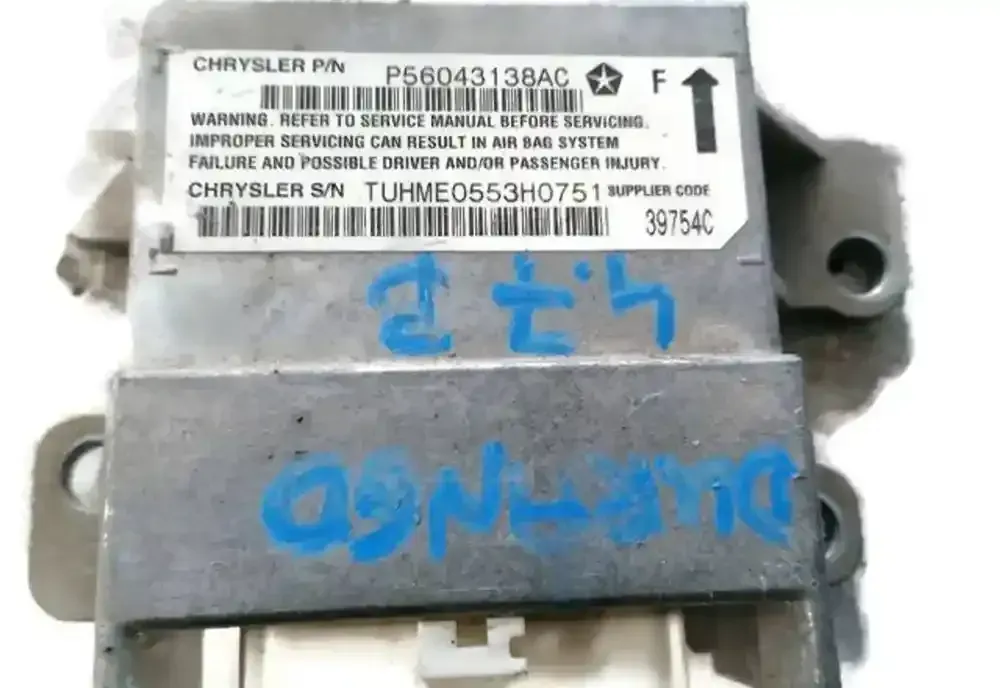 CHRYSLER P/N P56043138AC F
WARNING. REFER TO SERVICE MANUAL BEFORE SERVICING.
IMPROPER SERVICING CAN RESULT IN AIR BAG SYSTEM
FAILURE AND POSSIBLE DRIVER AND/OR PASSENGER INJURY.
CHRYSLER S/N TUHME0553H0751 SUPPLIER CODE
39754C
DURANGO
4.7